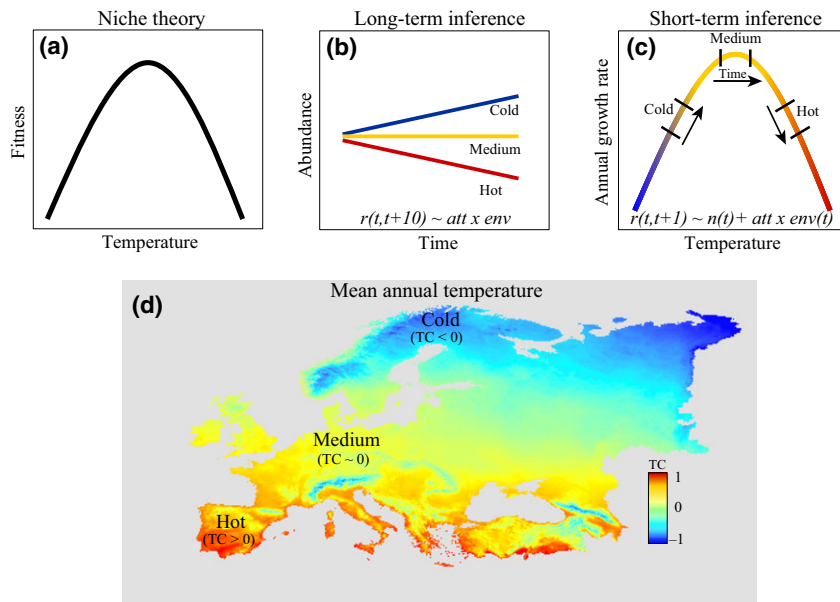 Niche theory
(a)
Fitness
Temperature
Long-term inference
(b)
Abundance
Cold
Medium
Hot
r(t,t+10) ~ att x env
Time
Short-term inference
(c)
Medium
Time
Cold
Hot
Annual growth rate
r(t,t+1) ~ n(t)+ att x env(t)
Temperature
(d)
Mean annual temperature
Cold
(TC < 0)
Medium
(TC ~ 0)
Hot
(TC > 0)
TC
1
0
–1